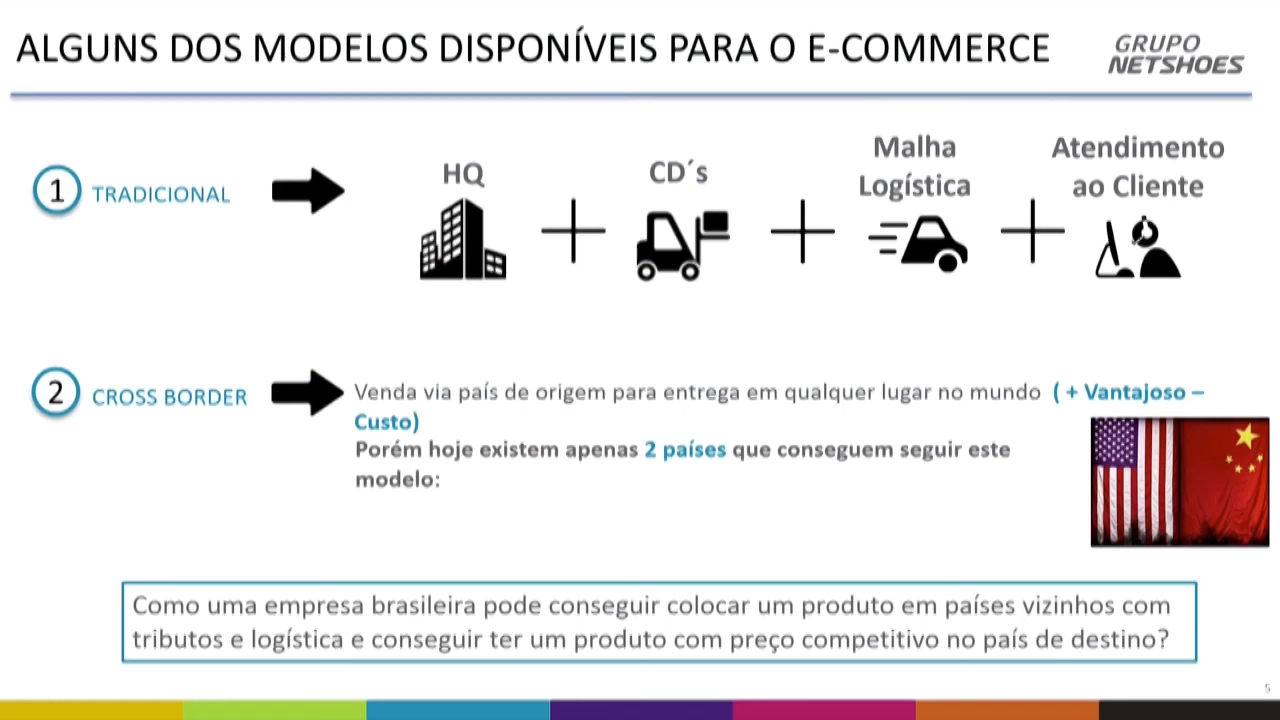 ALGUNS DOS MODELOS DISPONÍVEIS PARA O E-COMMERCE
GRUPO
NETSHOES
1 TRADICIONAL
HQ
CD´s
Malha
Logística
Atendimento
ao Cliente
2 CROSS BORDER
Venda via país de origem para entrega em qualquer lugar no mundo ( + Vantajoso –
Custo)
Porém hoje existem apenas 2 países que conseguem seguir este
modelo:
Como uma empresa brasileira pode conseguir colocar um produto em países vizinhos com
tributos e logística e conseguir ter um produto com preço competitivo no país de destino?
5